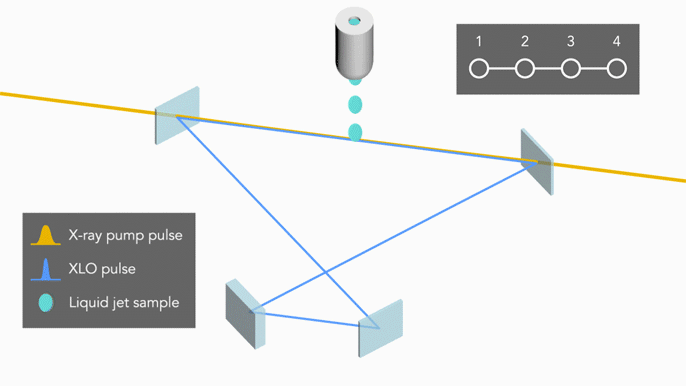 1 2 3 4
X-ray pump pulse
XLO pulse
Liquid jet sample